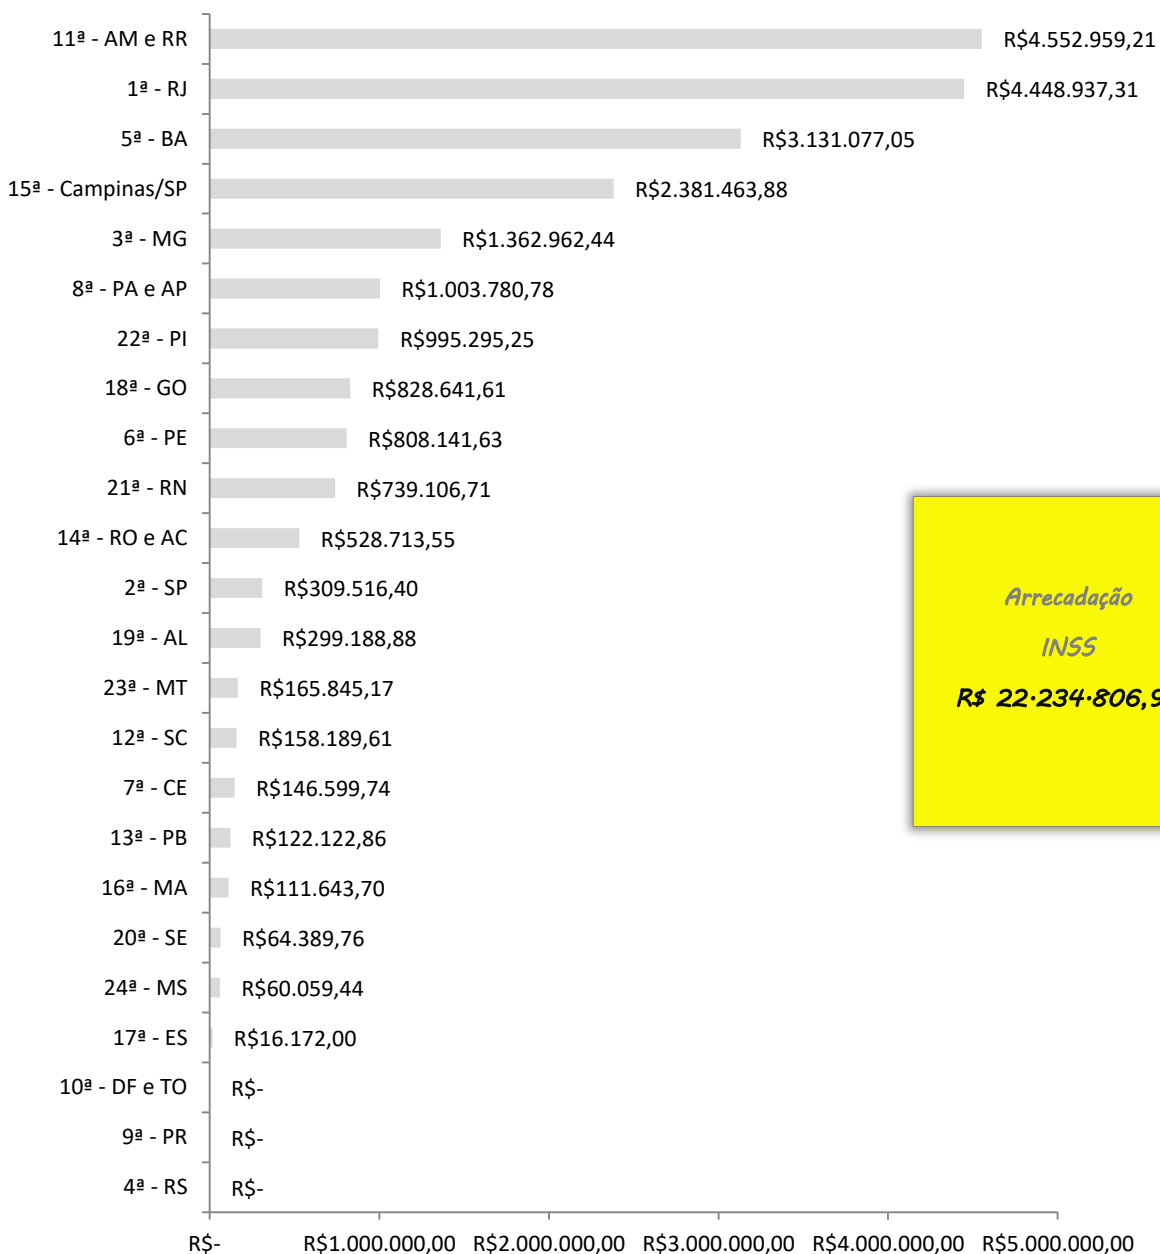 11ª - AM e RR R$4.552.959,21
1ª - RJ R$4.448.937,31
5ª - BA R$3.131.077,05
15ª - Campinas/SP R$2.381.463,88
3ª - MG R$1.362.962,44
8ª - PA e AP R$1.003.780,78
22ª - PI R$995.295,25
18ª - GO R$828.641,61
6ª - PE R$808.141,63
21ª - RN R$739.106,71
14ª - RO e AC R$528.713,55
2ª - SP R$309.516,40
19ª - AL R$299.188,88
23ª - MT R$165.845,17
12ª - SC R$158.189,61
7ª - CE R$146.599,74
13ª - PB R$122.122,86
16ª - MA R$111.643,70
20ª - SE R$64.389,76
24ª - MS R$60.059,44
17ª - ES R$16.172,00
10ª - DF e TO R$-
9ª - PR R$-
4ª - RS R$-
R$- R$1.000.000,00 R$2.000.000,00 R$3.000.000,00 R$4.000.000,00 R$5.000.000,00
Arrecadação
INSS
R$ 22.234.806,9